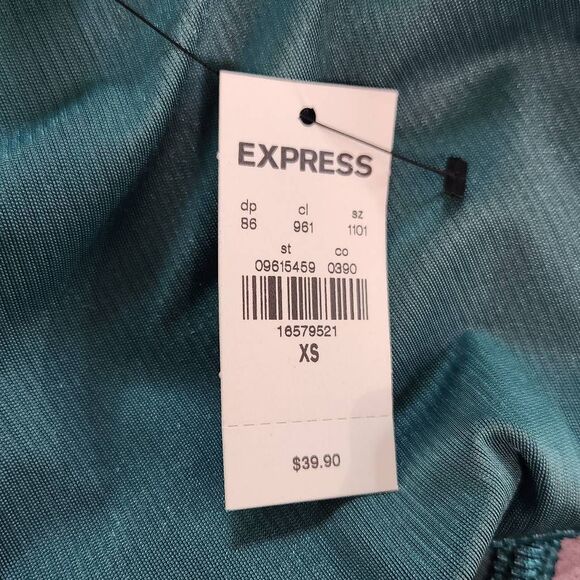 EXPRESS
dp cl sz
86 961 1101
st co
09615459 0390
16579521
XS
$39.90